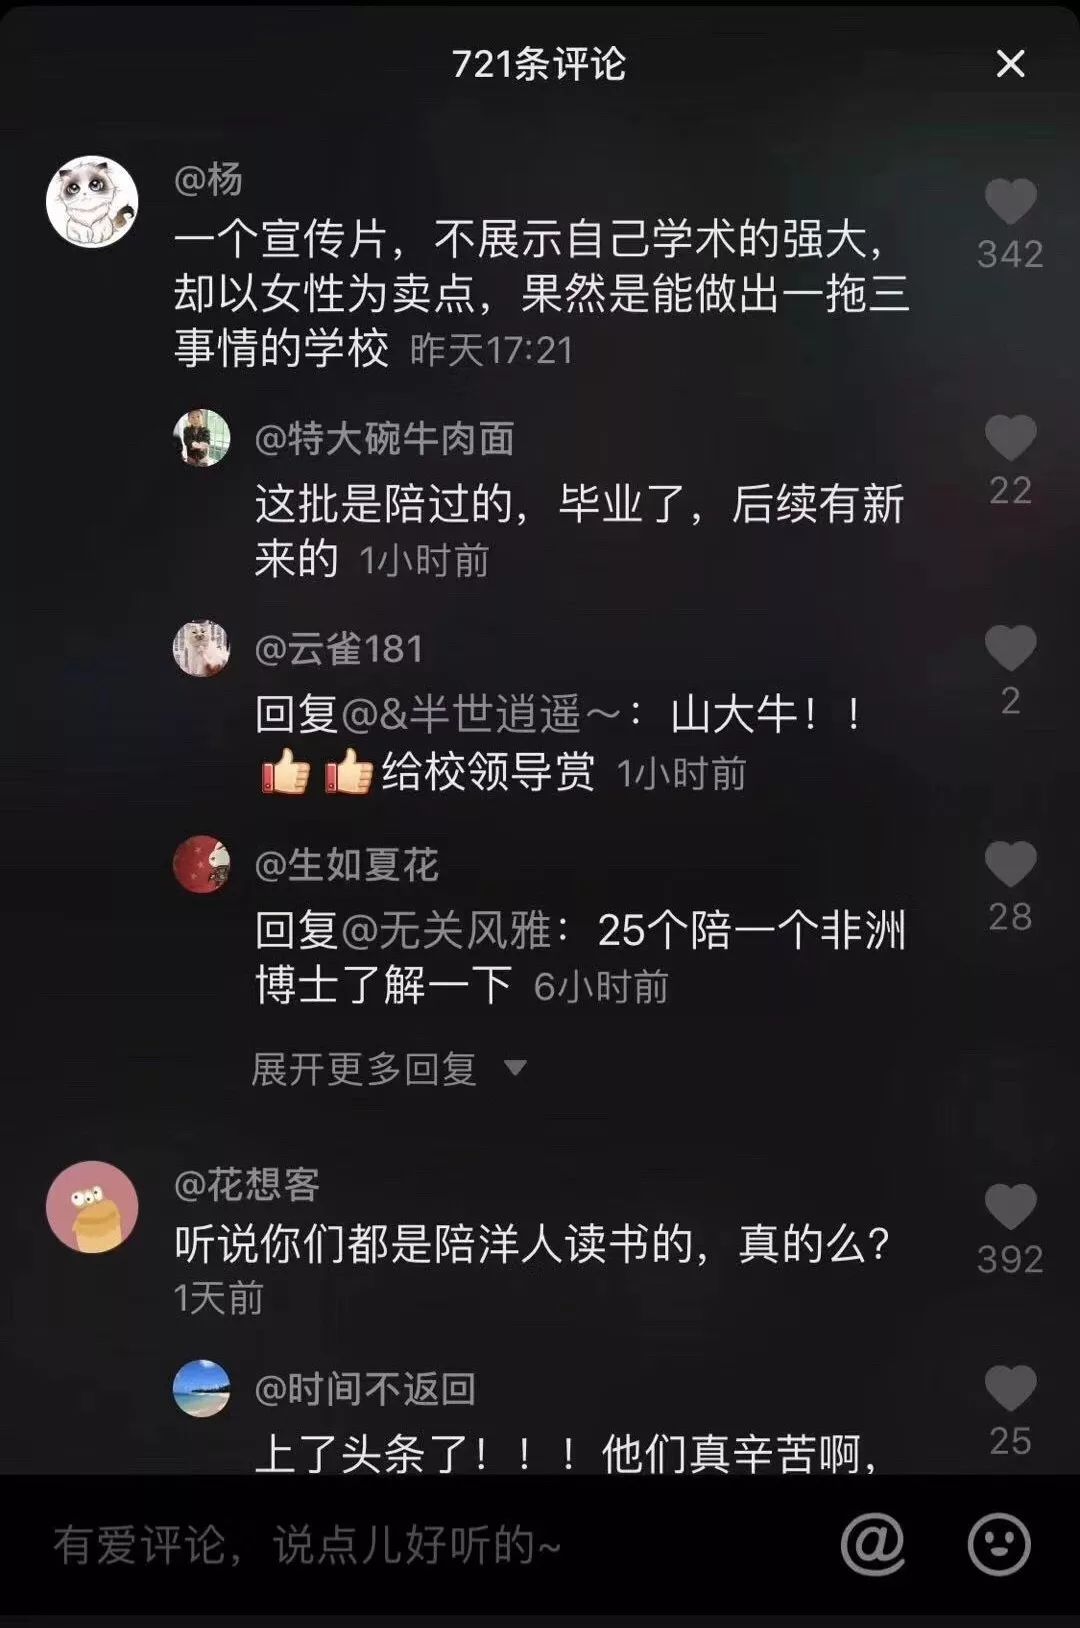 721条评论
@杨
一个宣传片，不展示自己学术的强大，
却以女性为卖点，果然是能做出一拖三
事情的学校 昨天17:21
342
@特大碗牛肉面
这批是陪过的，毕业了，后续有新
来的 1小时前
22
@云雀181
回复@&半世逍遥～：山大牛！！
👍👍给校领导赏 1小时前
2
@生如夏花
回复@无关风雅：25个陪一个非洲
博士了解一下 6小时前
28
展开更多回复
@花想客
听说你们都是陪洋人读书的，真的么？
1天前
392
@时间不返回
上了头条了！！！他们真辛苦啊，
25
有爱评论，说点儿好听的~